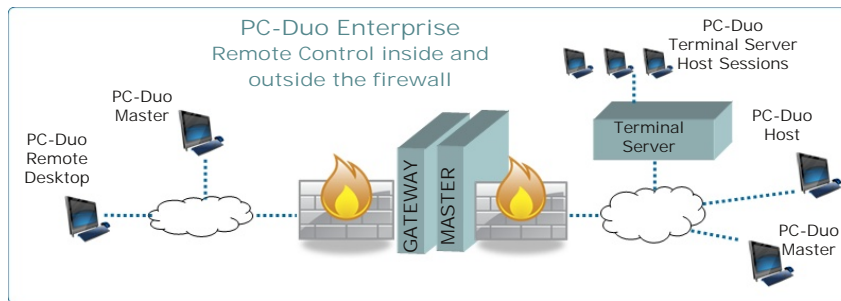 PC-Duo Enterprise
Remote Control inside and
outside the firewall
PC-Duo
Remote
Desktop
PC-Duo
Master
GATEWAY
MASTER
PC-Duo
Terminal Server
Host Sessions
Terminal
Server
PC-Duo
Host
PC-Duo
Master